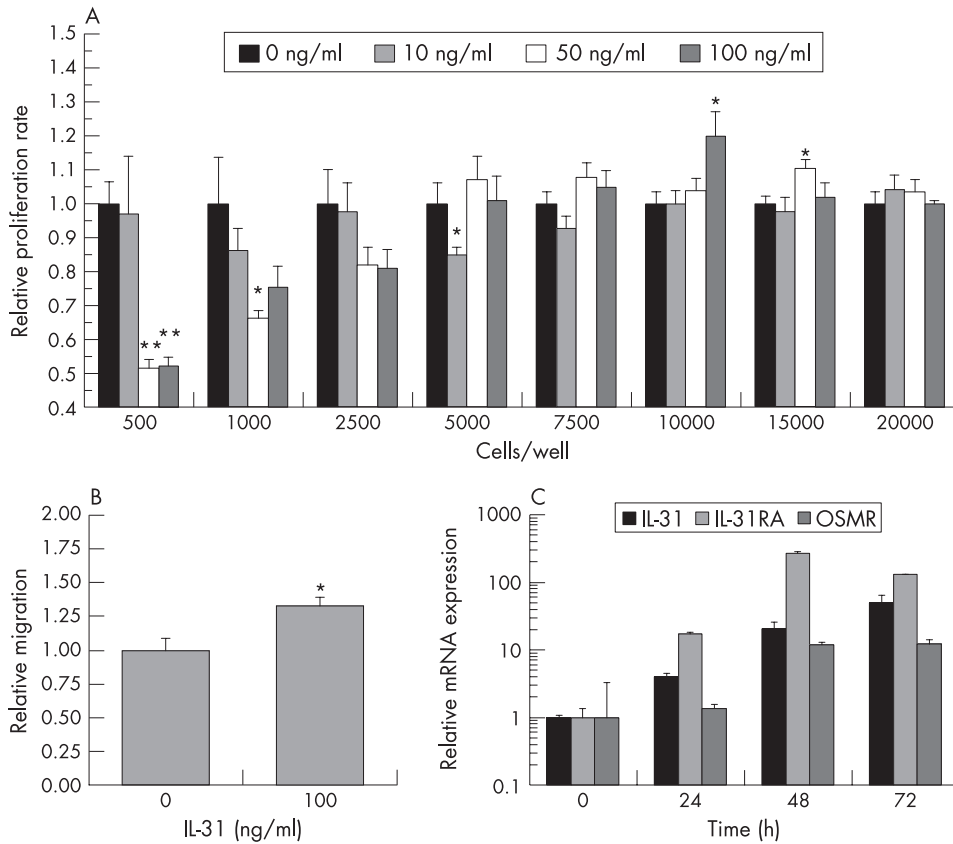 A
0 ng/ml 10 ng/ml 50 ng/ml 100 ng/ml
Relative proliferation rate
1.5
1.4
1.3
1.2
1.1
1.0
0.9
0.8
0.7
0.6
0.5
0.4
** ** * * * *
500 1000 2500 5000 7500 10000 15000 20000
Cells/well
B
Relative migration
2.00
1.75
1.50
1.25
1.00
0.75
0.50
0.25
0.00
*
0 100
IL-31 (ng/ml)
C
IL-31 IL-31RA OSMR
Relative mRNA expression
1000
100
10
1
0.1
0 24 48 72
Time (h)